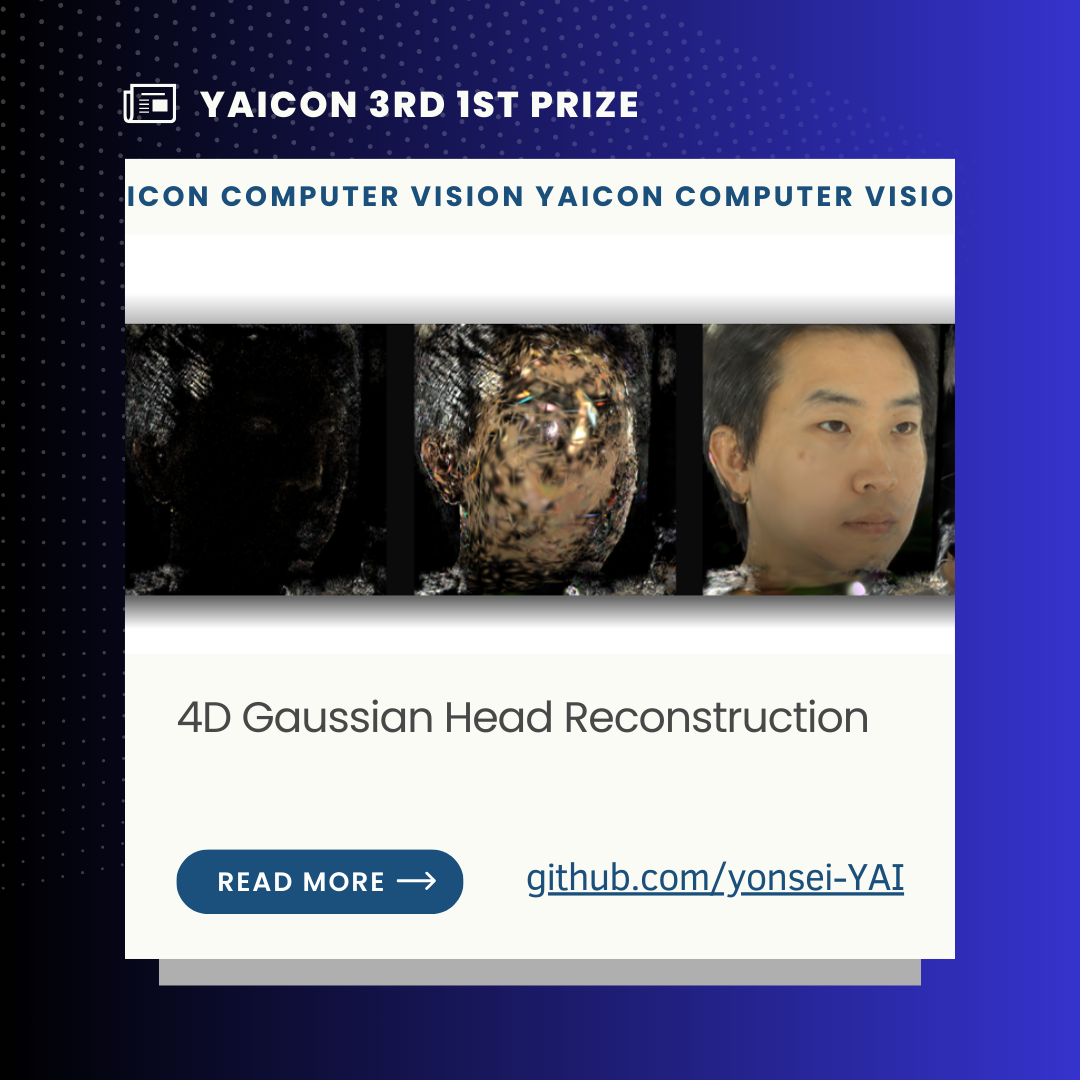 YAICON 3RD 1ST PRIZE
ICON COMPUTER VISION YAICON COMPUTER VISIO
4D Gaussian Head Reconstruction
READ MORE
github.com/yonsei-YAI